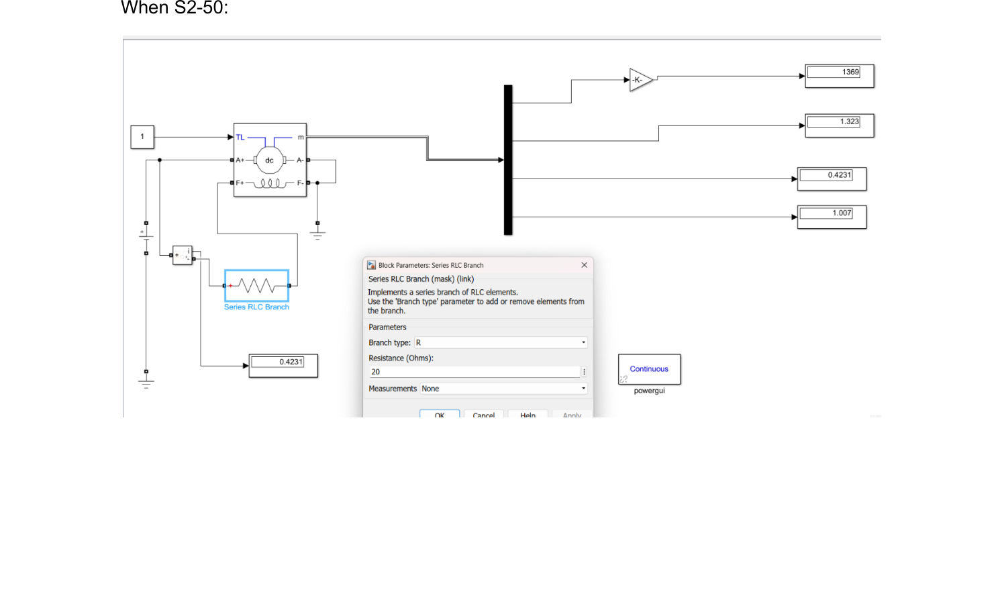 When S2-50:
1369
-K-
1.323
1
TL
m
A+
dc
A-
F+
F-
0.4231
1.007
+
+
i
+
-
+
Series RLC Branch
0.4231
Block Parameters: Series RLC Branch
Series RLC Branch (mask) (link)
Implements a series branch of RLC elements.
Use the 'Branch type' parameter to add or remove elements from
the branch.
Parameters
Branch type: R
Resistance (Ohms):
20
Measurements None
OK Cancel Help Apply
Continuous
powergui